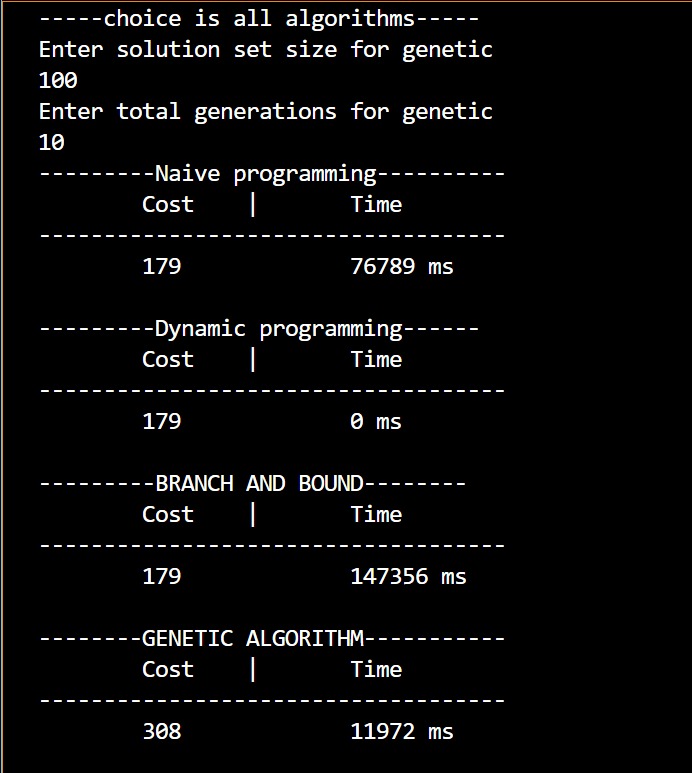 -----choice is all algorithms-----
Enter solution set size for genetic
100
Enter total generations for genetic
10
---------Naive programming----------
        Cost    |       Time
------------------------------------
        179             76789 ms

---------Dynamic programming------
        Cost    |       Time
------------------------------------
        179             0 ms

---------BRANCH AND BOUND--------
        Cost    |       Time
------------------------------------
        179             147356 ms

--------GENETIC ALGORITHM-----------
        Cost    |       Time
------------------------------------
        308             11972 ms